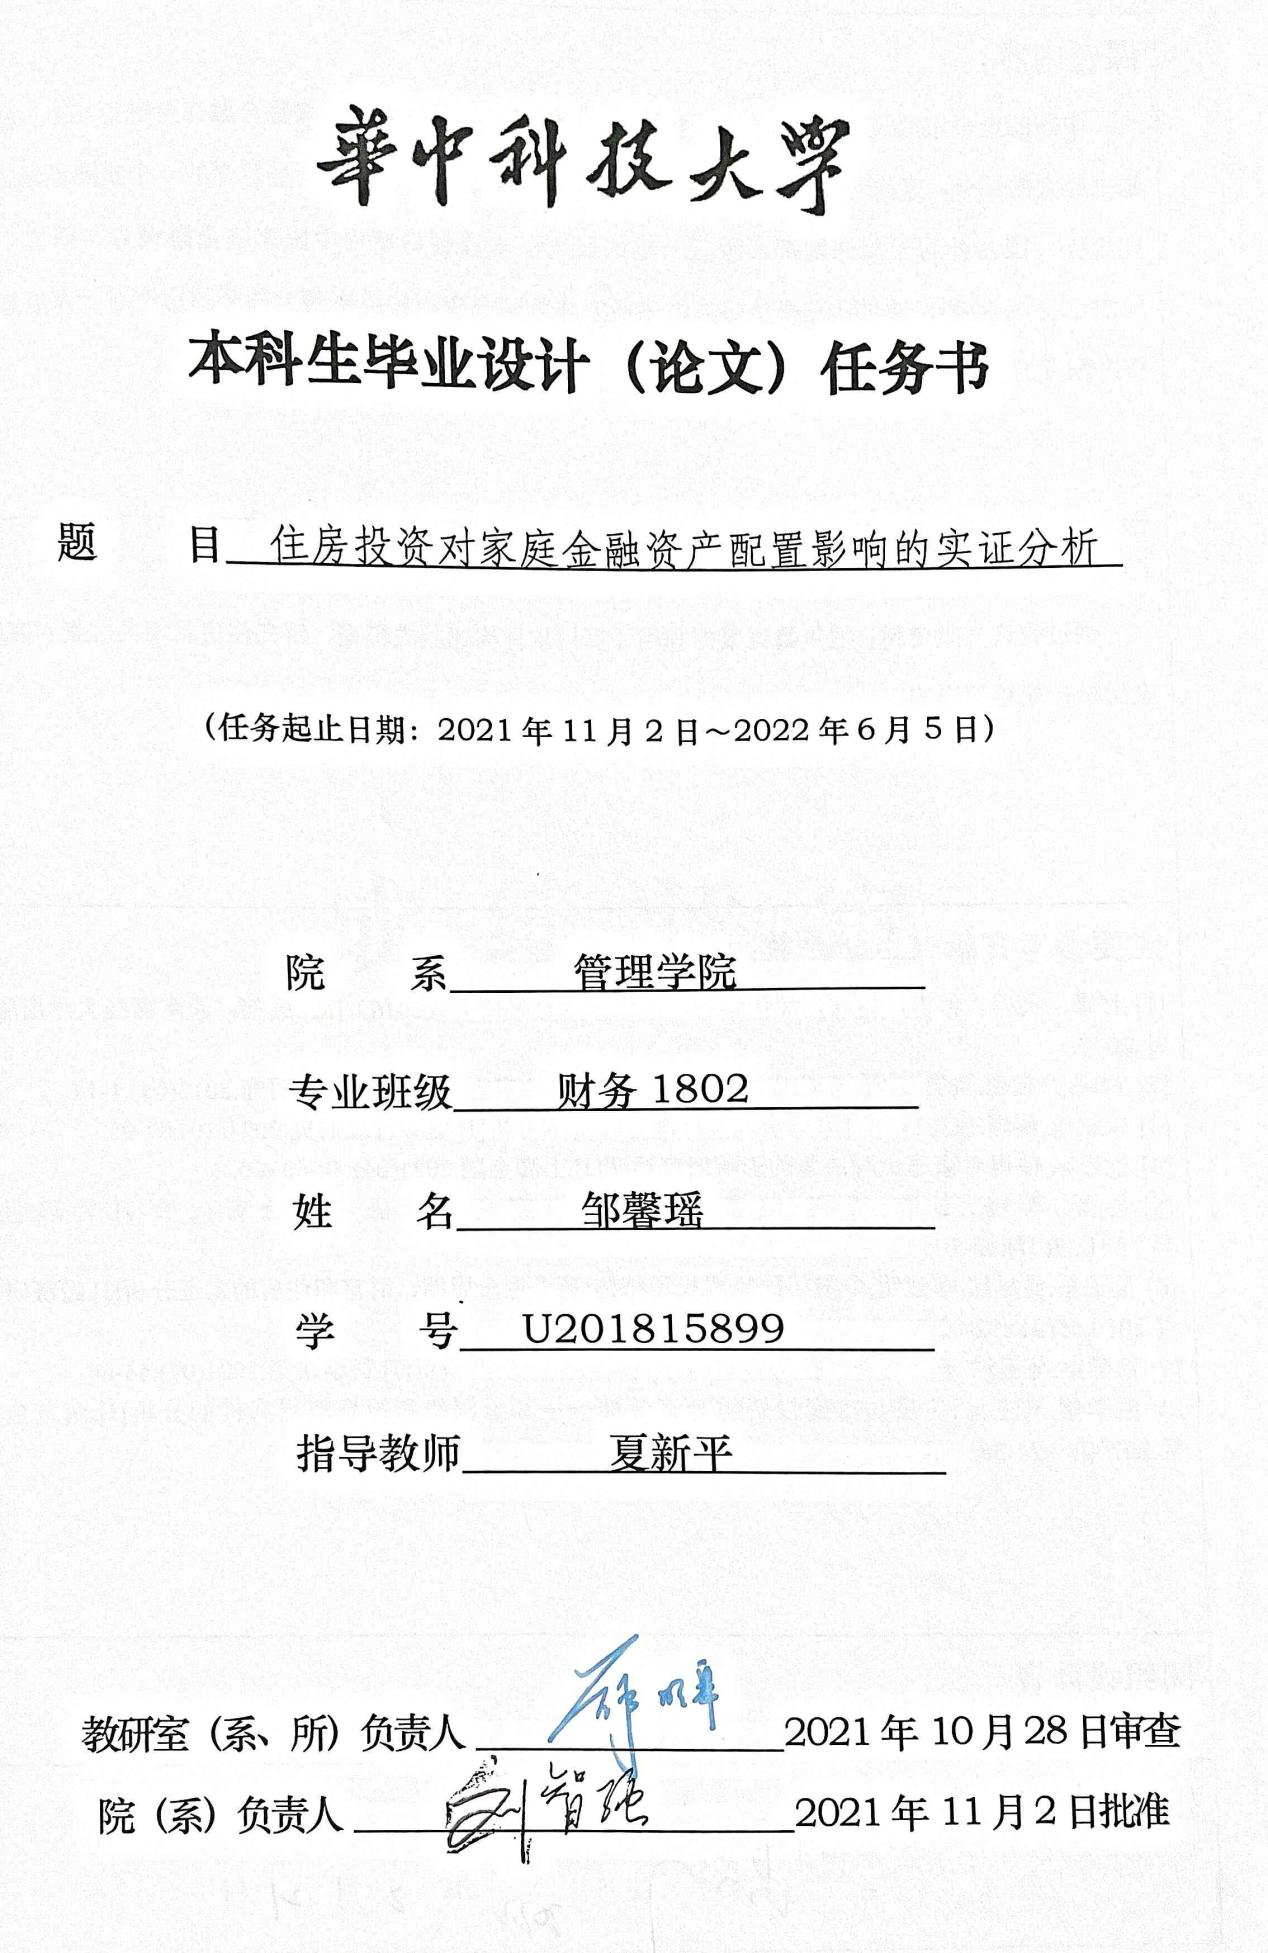 華中科技大学
本科生毕业设计（论文）任务书
题 目 住房投资对家庭金融资产配置影响的实证分析
（任务起止日期：2021年11月2日～2022年6月5日）
院 系 管理学院
专业班级 财务1802
姓 名 邹馨瑶
学 号 U201815899
指导教师 夏新平
教研室（系、所）负责人 2021年10月28日审查
院（系）负责人 刘智强 2021年11月2日批准